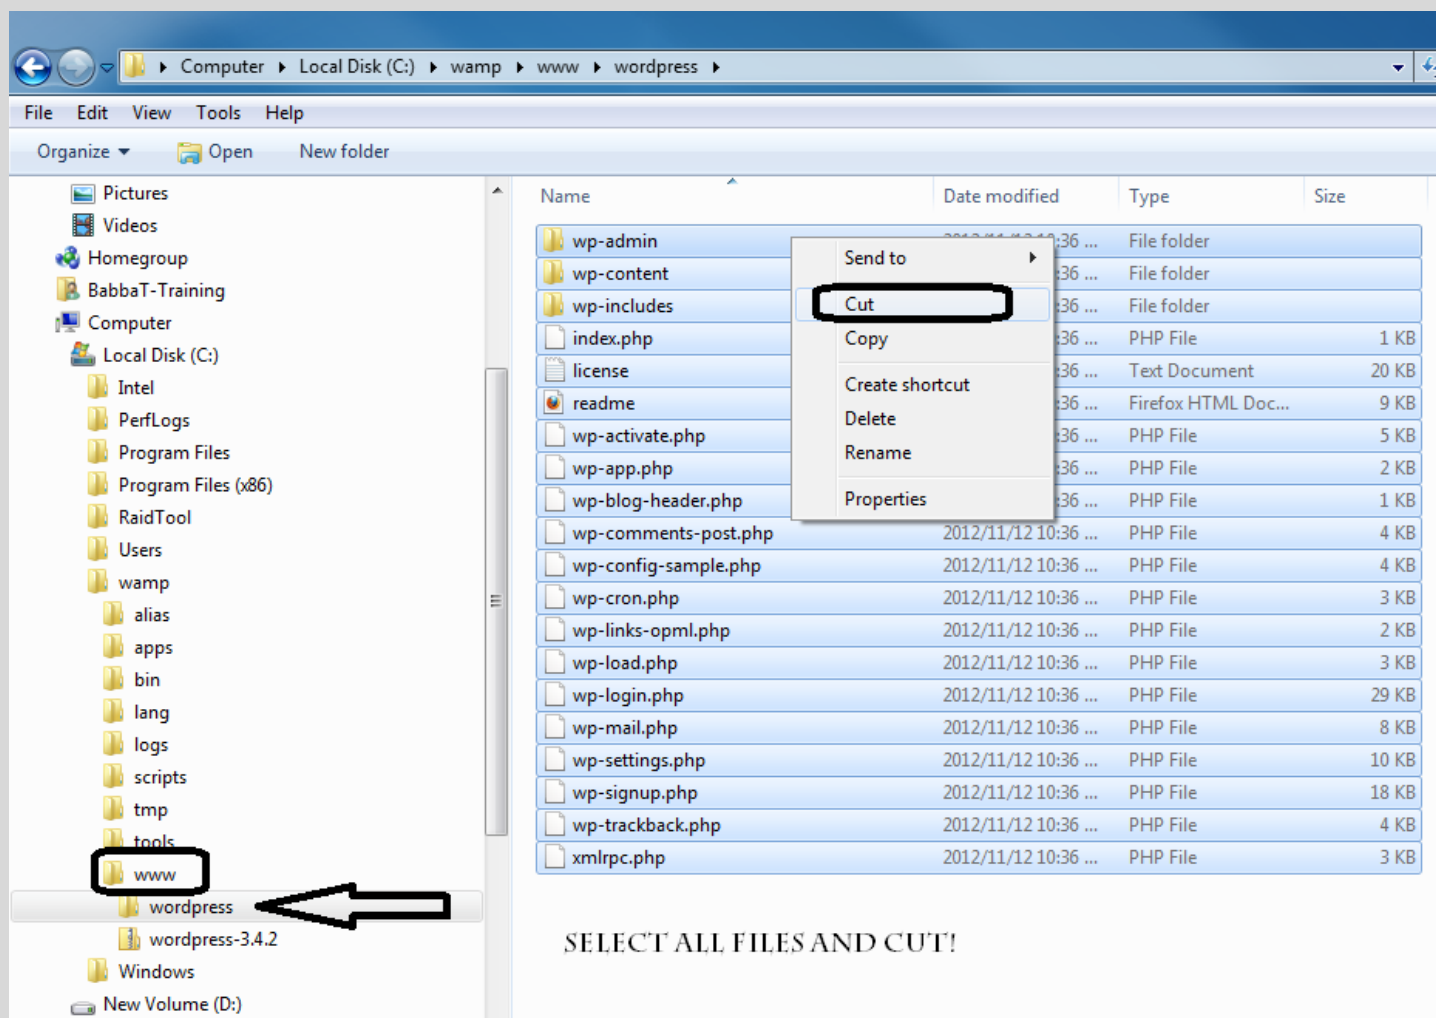 Computer Local Disk (C:) wamp www wordpress
File Edit View Tools Help
Organize Open New folder
Pictures
Videos
Homegroup
BabbaT-Training
Computer
Local Disk (C:)
Intel
PerfLogs
Program Files
Program Files (x86)
RaidTool
Users
wamp
alias
apps
bin
lang
logs
scripts
tmp
tools
www
wordpress
wordpress-3.4.2
Windows
New Volume (D:)
Name Date modified Type Size
wp-admin :36 ... File folder
wp-content :36 ... File folder
wp-includes :36 ... File folder
index.php :36 ... PHP File 1 KB
license :36 ... Text Document 20 KB
readme :36 ... Firefox HTML Doc... 9 KB
wp-activate.php :36 ... PHP File 5 KB
wp-app.php :36 ... PHP File 2 KB
wp-blog-header.php :36 ... PHP File 1 KB
wp-comments-post.php 2012/11/12 10:36 ... PHP File 4 KB
wp-config-sample.php 2012/11/12 10:36 ... PHP File 4 KB
wp-cron.php 2012/11/12 10:36 ... PHP File 3 KB
wp-links-opml.php 2012/11/12 10:36 ... PHP File 2 KB
wp-load.php 2012/11/12 10:36 ... PHP File 3 KB
wp-login.php 2012/11/12 10:36 ... PHP File 29 KB
wp-mail.php 2012/11/12 10:36 ... PHP File 8 KB
wp-settings.php 2012/11/12 10:36 ... PHP File 10 KB
wp-signup.php 2012/11/12 10:36 ... PHP File 18 KB
wp-trackback.php 2012/11/12 10:36 ... PHP File 4 KB
xmlrpc.php 2012/11/12 10:36 ... PHP File 3 KB
Send to
Cut
Copy
Create shortcut
Delete
Rename
Properties
SELECT ALL FILES AND CUT!